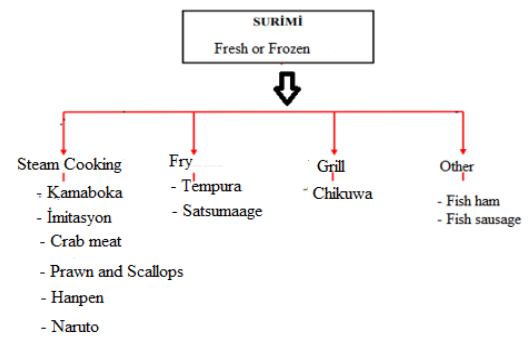 SURİMİ
Fresh or Frozen
Steam Cooking
- Kamaboka
- İmitasyon
- Crab meat
- Prawn and Scallops
- Hanpen
- Naruto
Fry
- Tempura
- Satsumaage
Grill
- Chikuwa
Other
- Fish ham
- Fish sausage